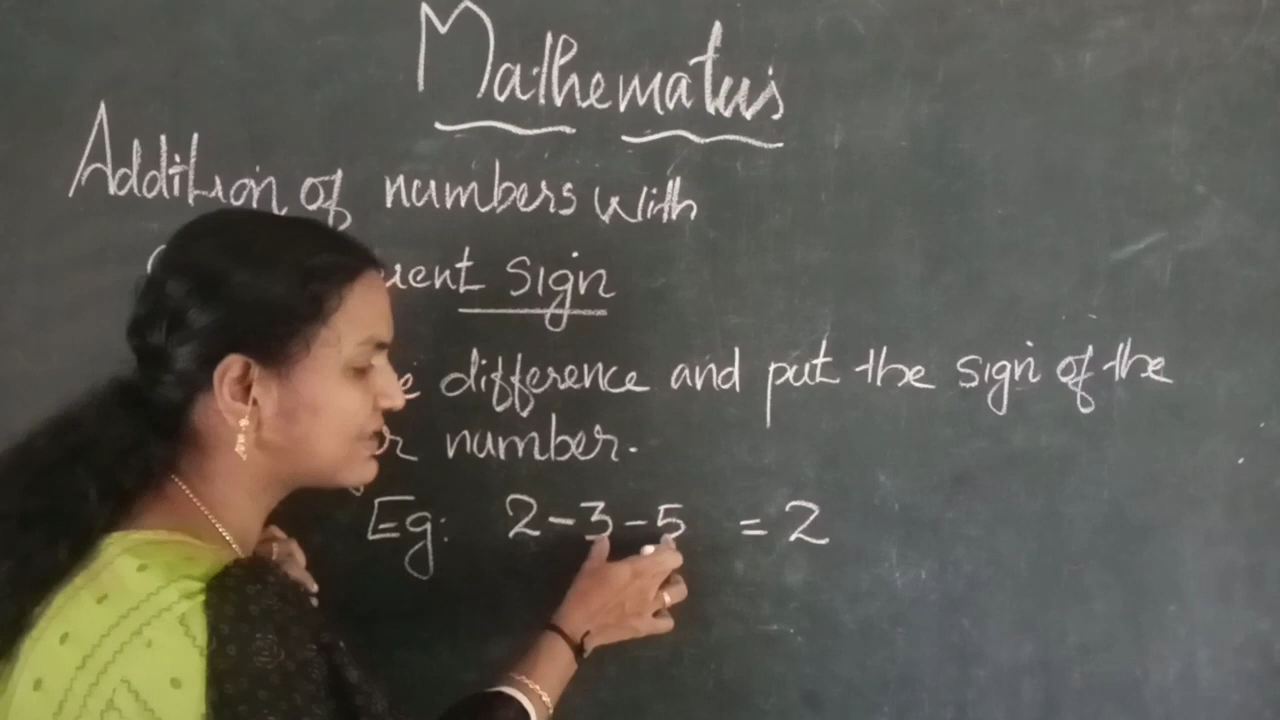 Mathematics
Addition of numbers with
Sign
difference and put the sign of the
number.
Eg: 2-3-5 = 2